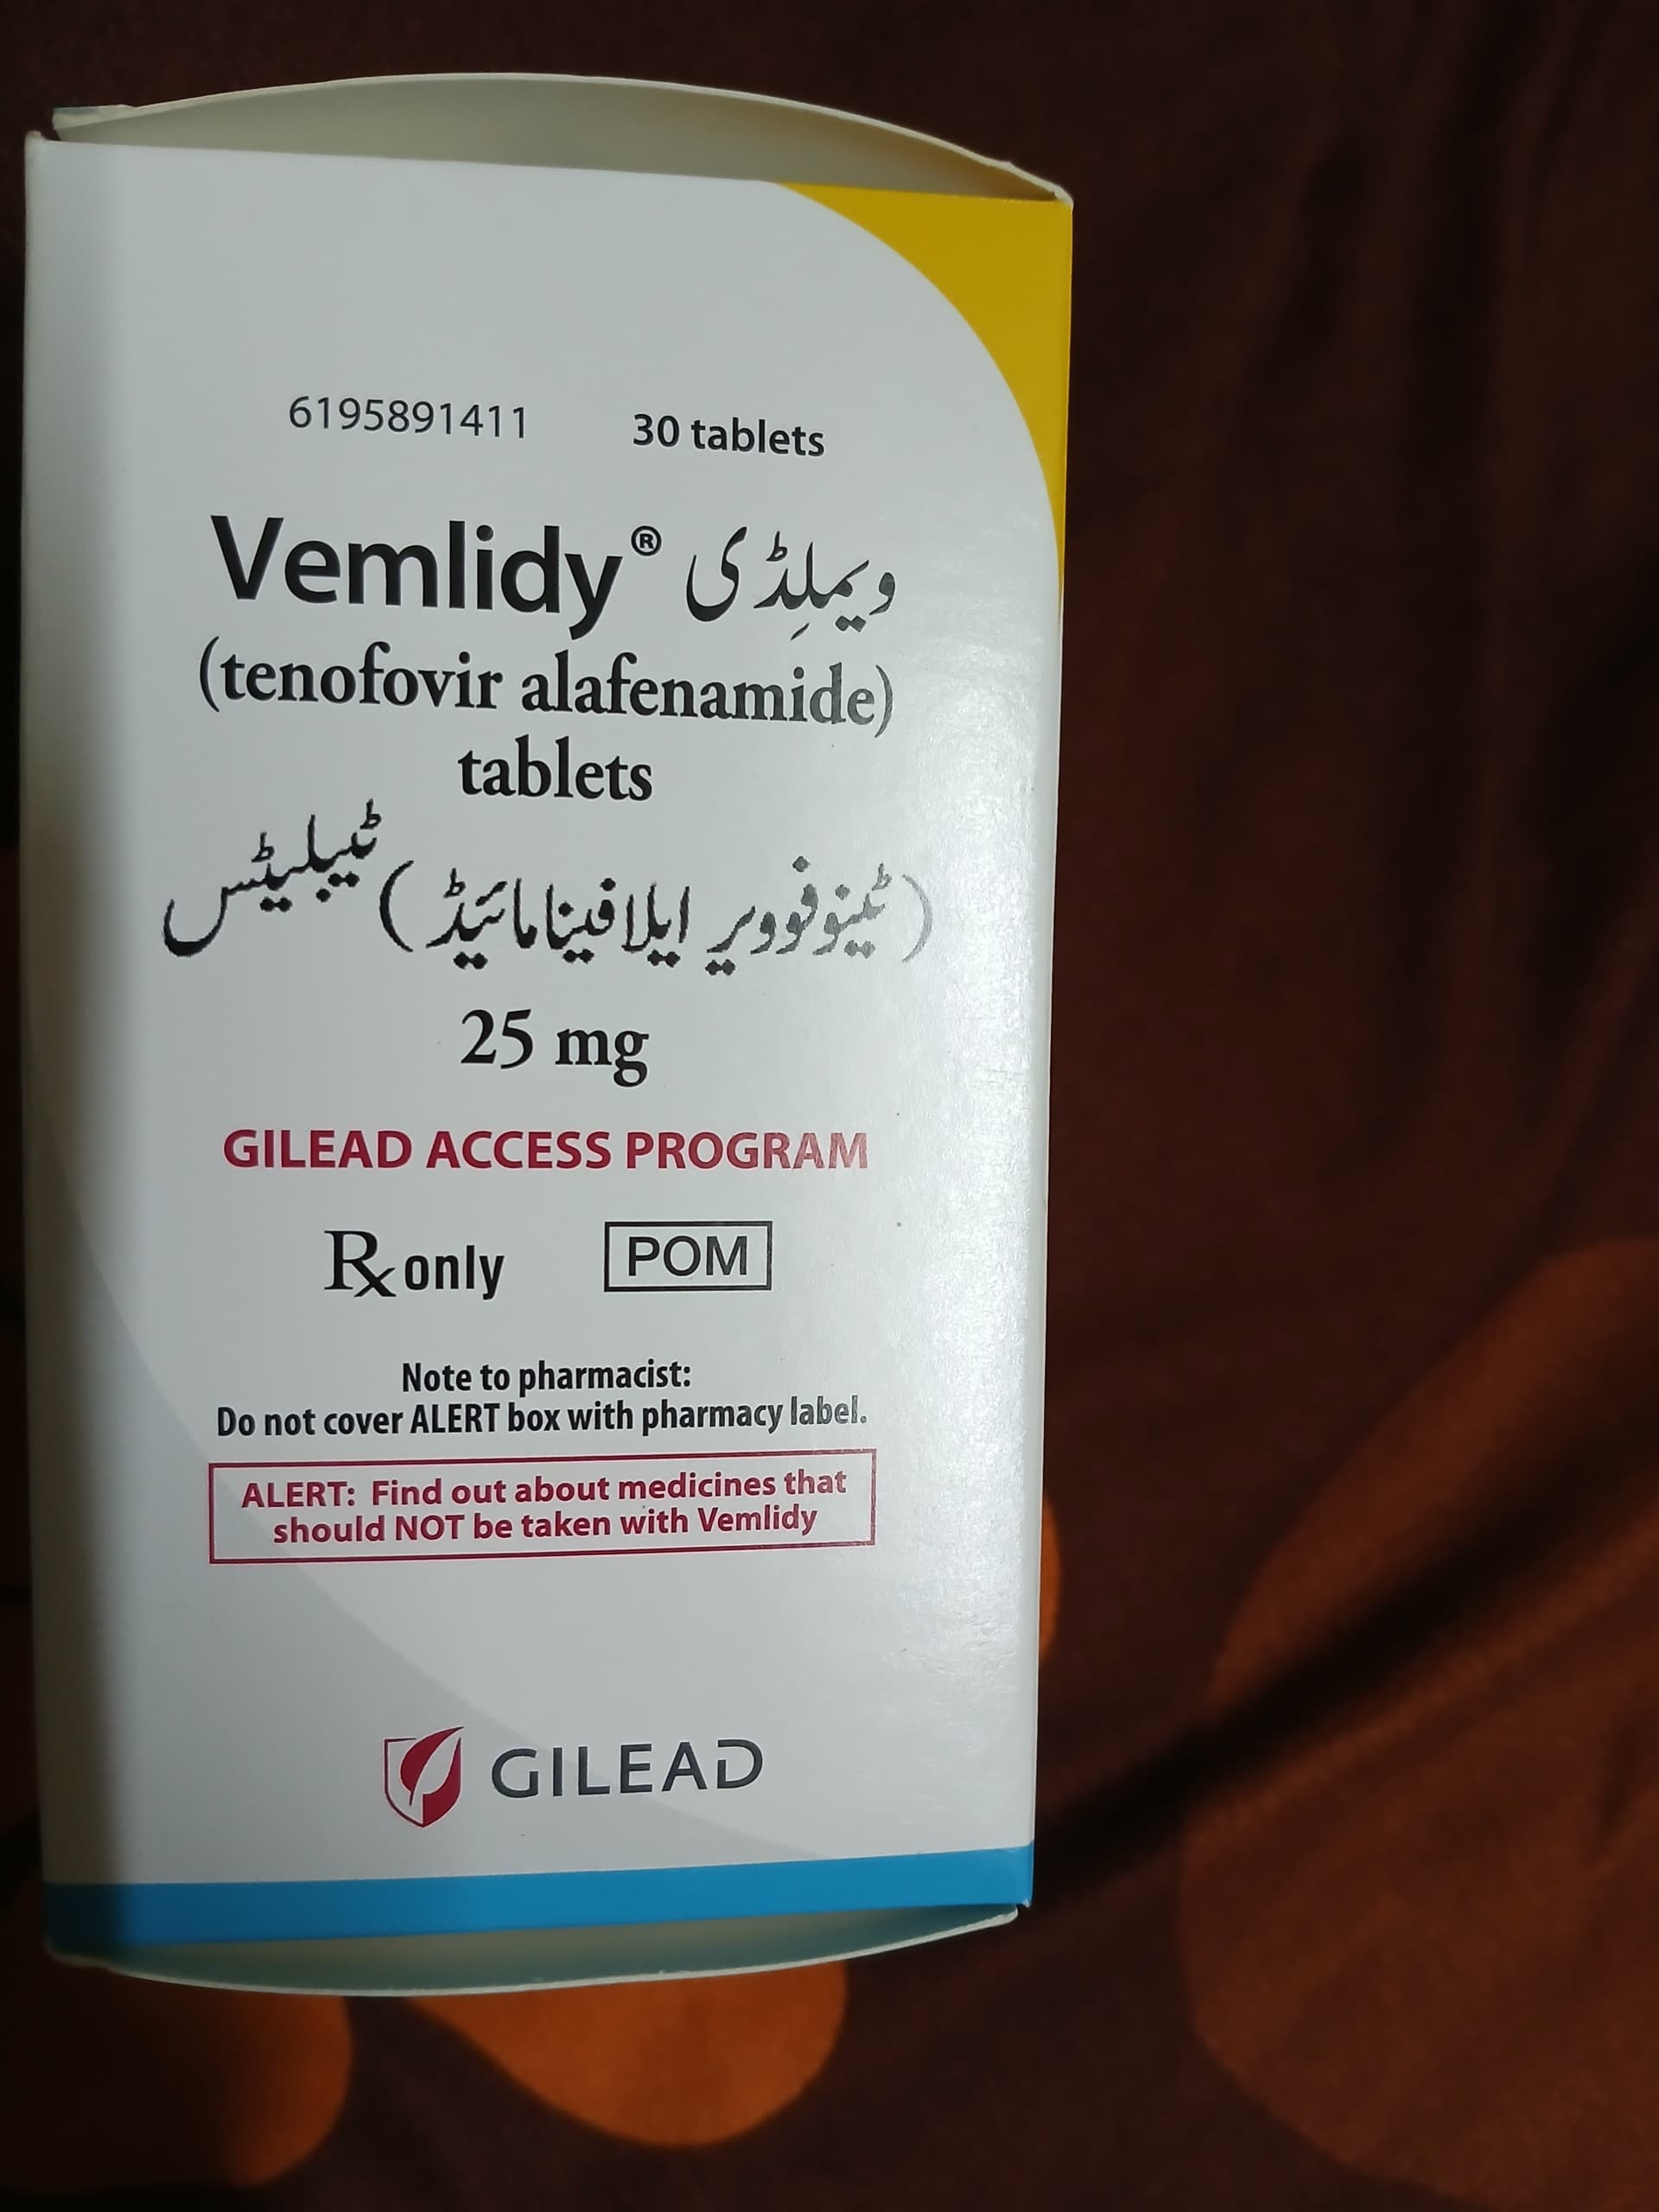 6195891411 30 tablets
Vemlidy® ویملِڈی
(tenofovir alafenamide)
tablets
(ٹینوفوویر ایلافینامائیڈ) ٹیبلیٹس
25 mg
GILEAD ACCESS PROGRAM
Rx only POM
Note to pharmacist:
Do not cover ALERT box with pharmacy label.
ALERT: Find out about medicines that
should NOT be taken with Vemlidy
GILEAD